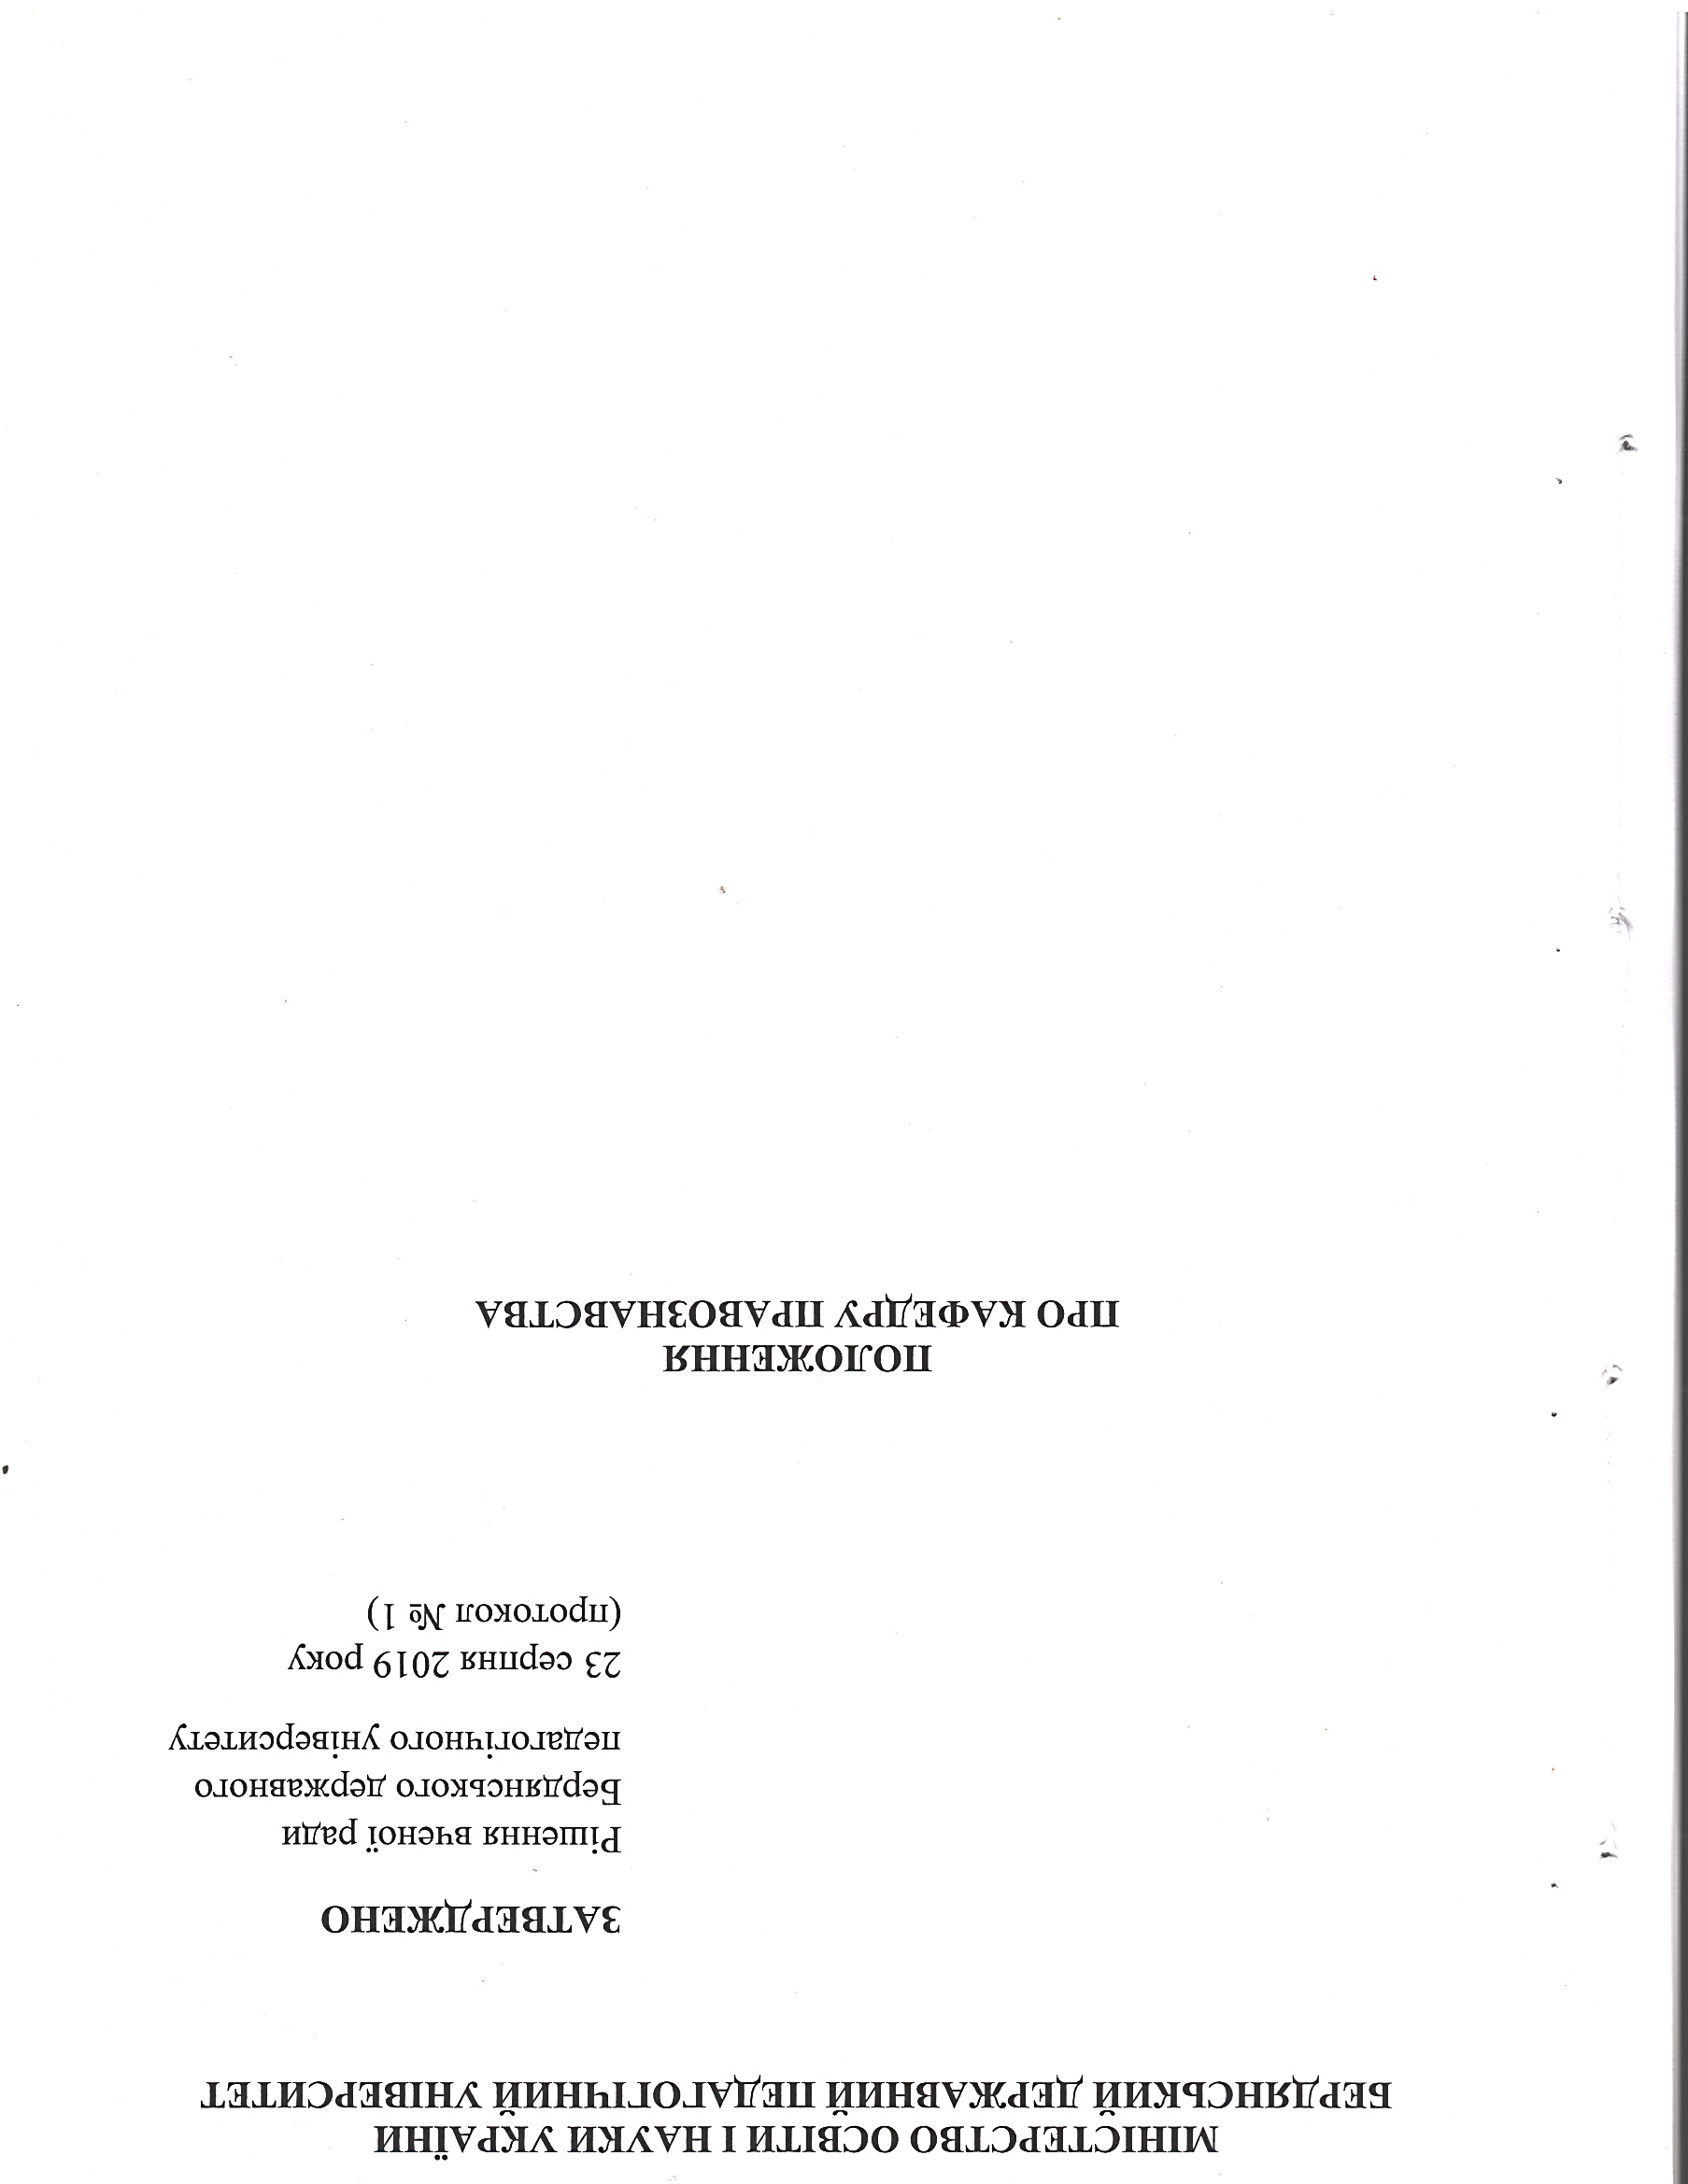 МІНІСТЕРСТВО ОСВІТИ І НАУКИ УКРАЇНИ
БЕРДЯНСЬКИЙ ДЕРЖАВНИЙ ПЕДАГОГІЧНИЙ УНІВЕРСИТЕТ
ЗАТВЕРДЖЕНО
Рішення вченої ради
Бердянського державного
педагогічного університету
23 серпня 2019 року
(протокол № 1)
ПОЛОЖЕННЯ
ПРО КАФЕДРУ ПРАВОЗНАВСТВА